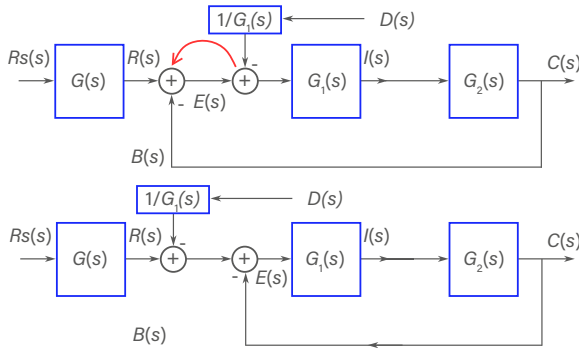 1/G₁(s)
D(s)
Rs(s)
G(s)
R(s)
+
-
E(s)
+
-
G₁(s)
I(s)
G₂(s)
C(s)
B(s)
1/G₁(s)
D(s)
Rs(s)
G(s)
R(s)
+
-
+
-
E(s)
G₁(s)
I(s)
G₂(s)
C(s)
B(s)